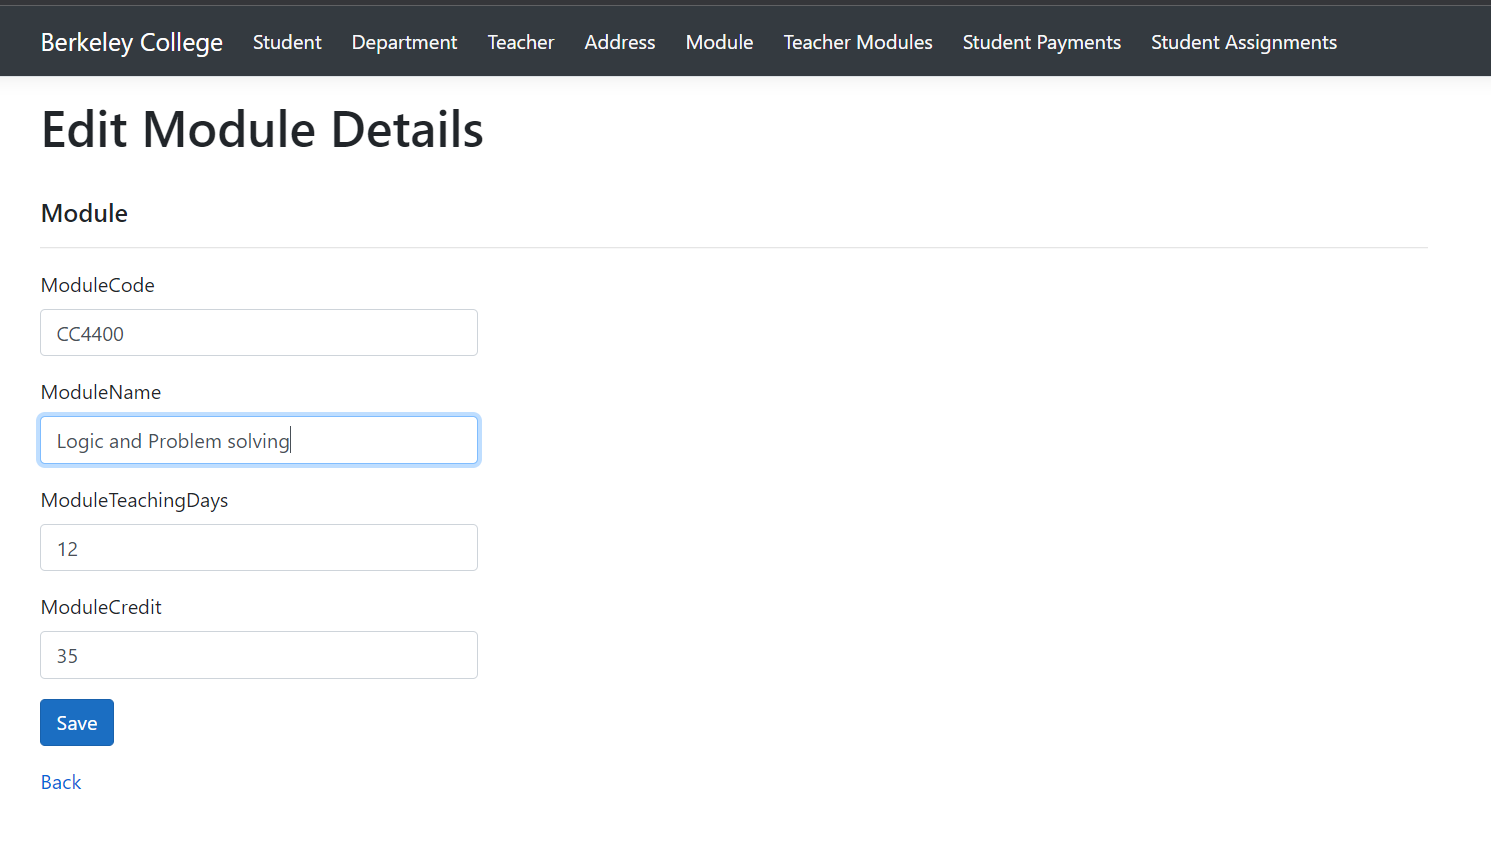 Berkeley College Student Department Teacher Address Module Teacher Modules Student Payments Student Assignments
Edit Module Details
Module
ModuleCode
CC4400
ModuleName
Logic and Problem solving
ModuleTeachingDays
12
ModuleCredit
35
Save
Back